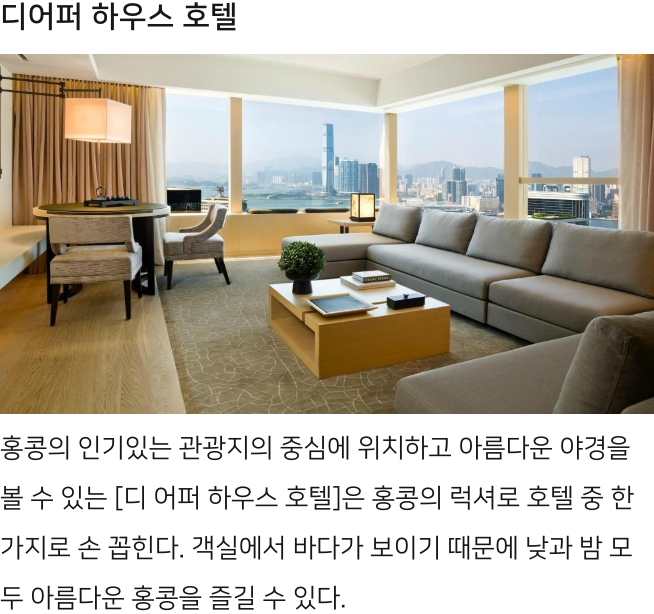 디어퍼 하우스 호텔
홍콩의 인기있는 관광지의 중심에 위치하고 아름다운 야경을
볼 수 있는 [디 어퍼 하우스 호텔]은 홍콩의 럭셔로 호텔 중 한
가지로 손 꼽힌다. 객실에서 바다가 보이기 때문에 낮과 밤 모
두 아름다운 홍콩을 즐길 수 있다.